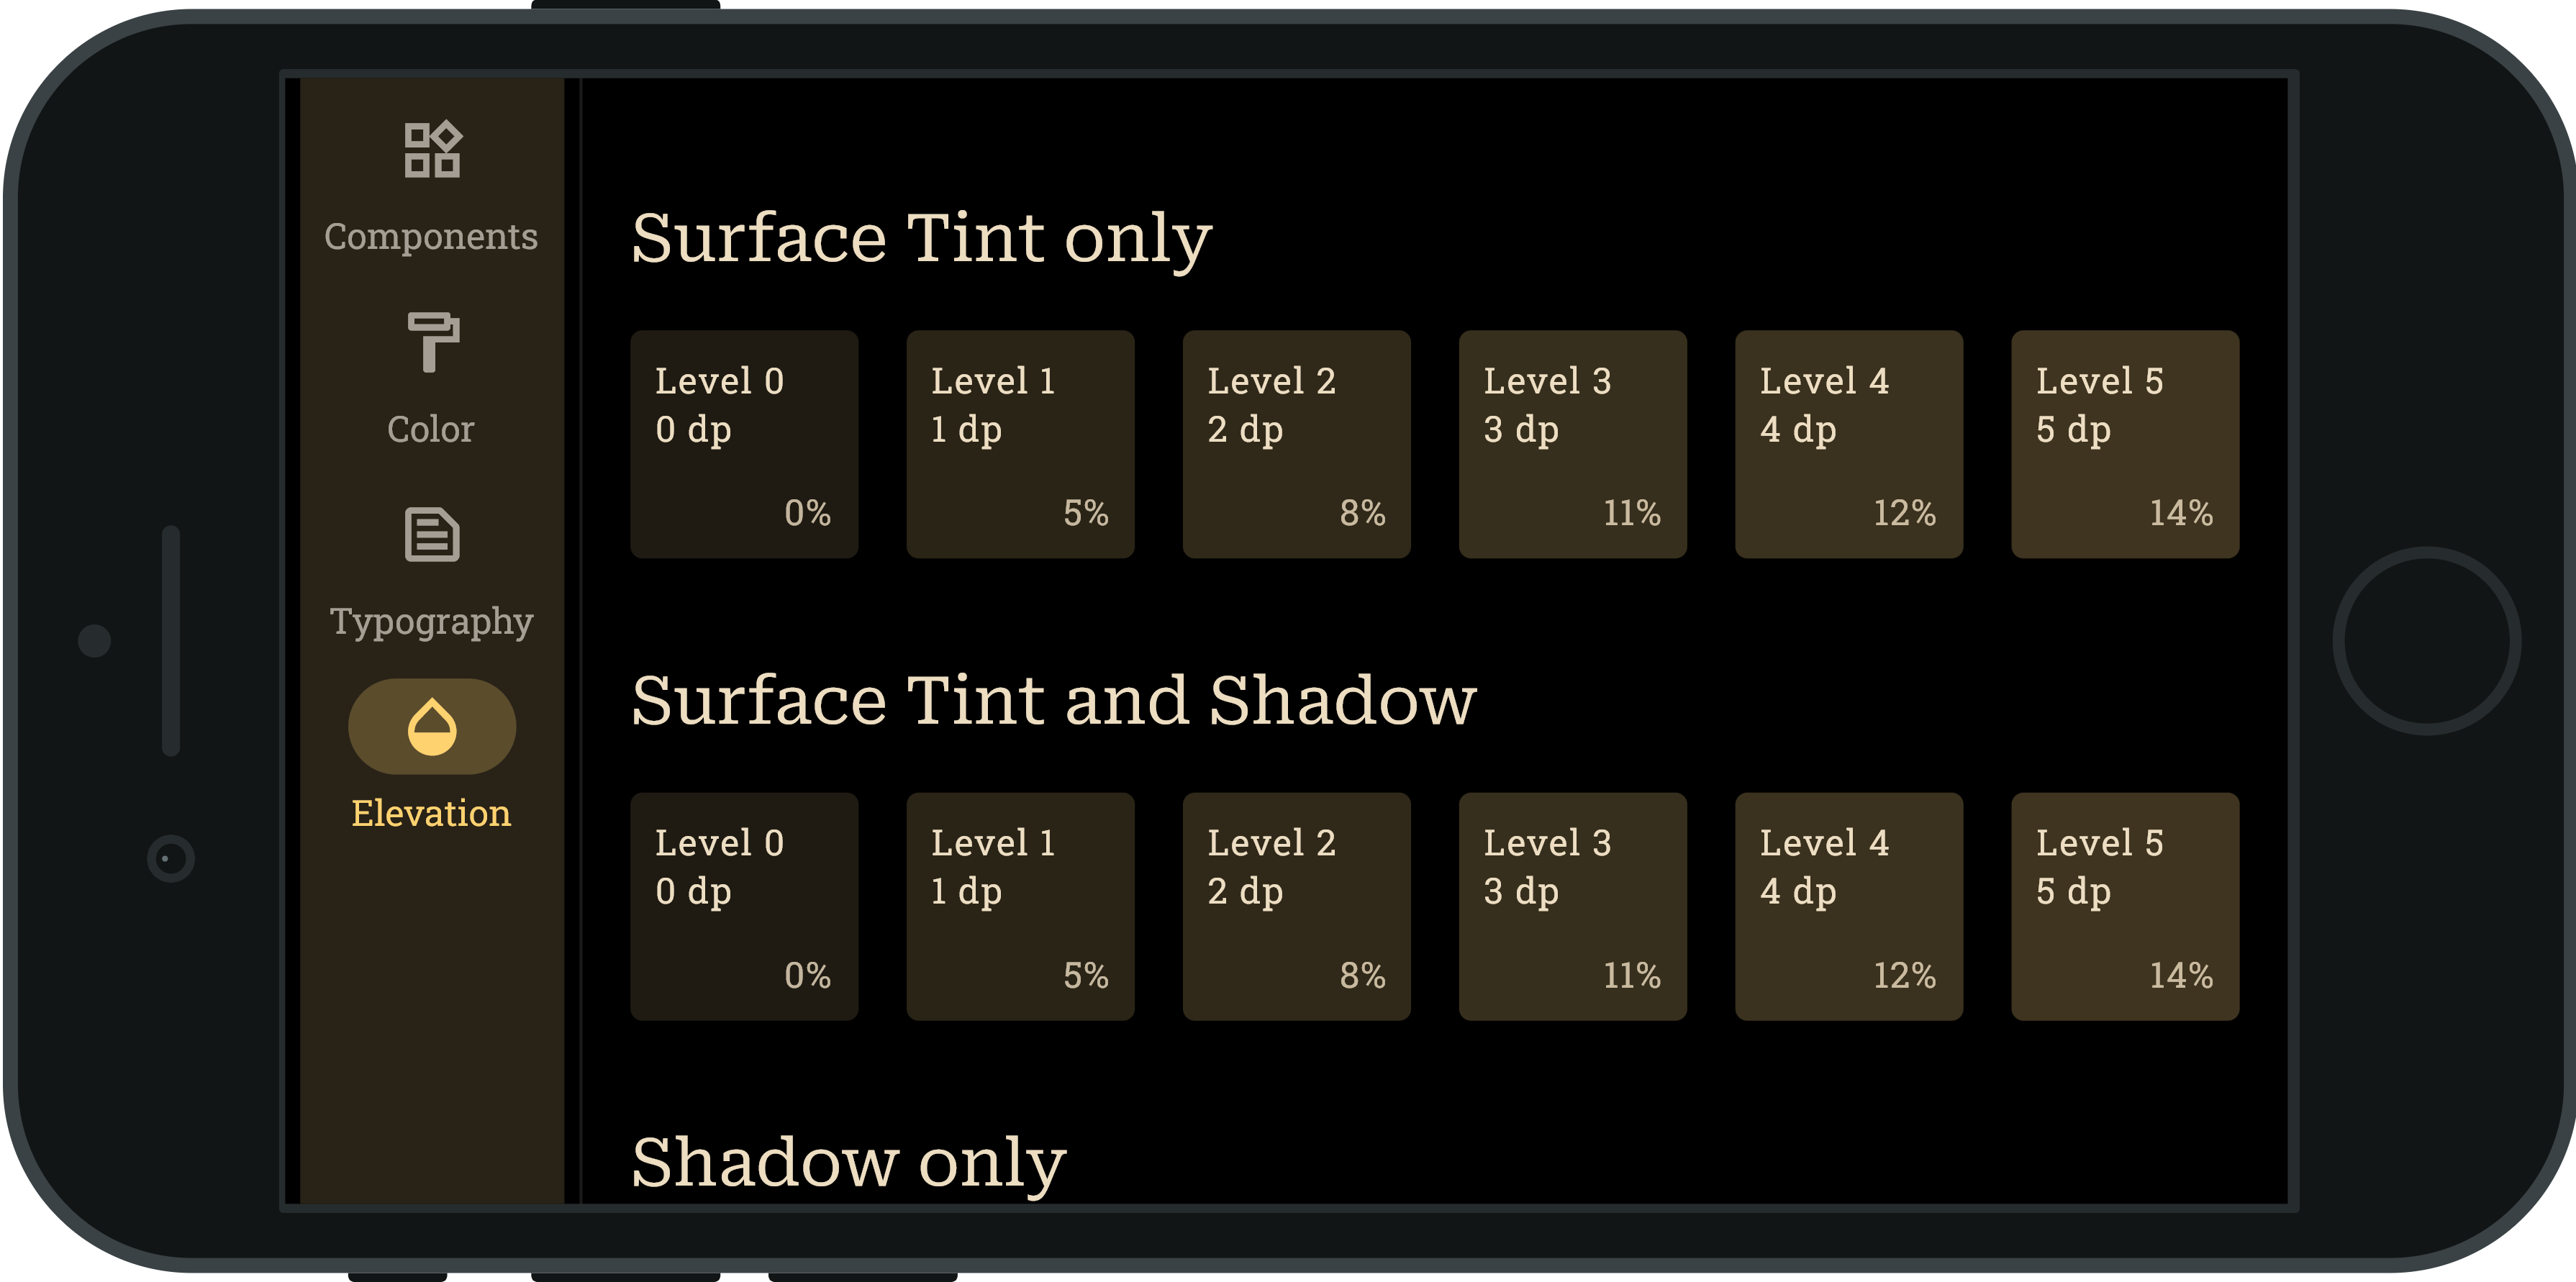 Components
Color
Typography
Elevation
Surface Tint only
Level 0
0 dp
0%
Level 1
1 dp
5%
Level 2
2 dp
8%
Level 3
3 dp
11%
Level 4
4 dp
12%
Level 5
5 dp
14%
Surface Tint and Shadow
Level 0
0 dp
0%
Level 1
1 dp
5%
Level 2
2 dp
8%
Level 3
3 dp
11%
Level 4
4 dp
12%
Level 5
5 dp
14%
Shadow only